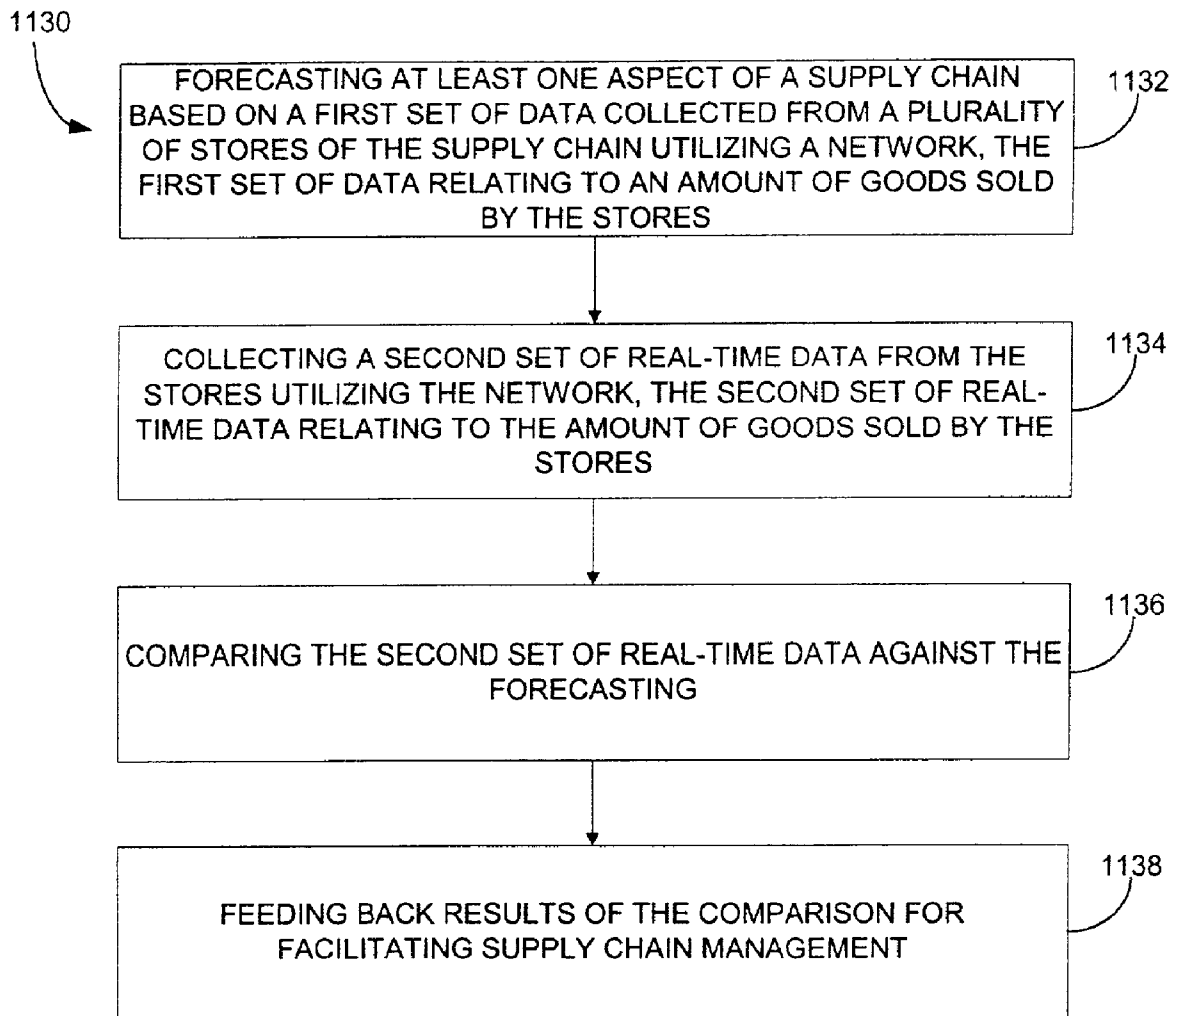 1130
FORECASTING AT LEAST ONE ASPECT OF A SUPPLY CHAIN
BASED ON A FIRST SET OF DATA COLLECTED FROM A PLURALITY
OF STORES OF THE SUPPLY CHAIN UTILIZING A NETWORK, THE
FIRST SET OF DATA RELATING TO AN AMOUNT OF GOODS SOLD
BY THE STORES
1132
COLLECTING A SECOND SET OF REAL-TIME DATA FROM THE
STORES UTILIZING THE NETWORK, THE SECOND SET OF REAL-
TIME DATA RELATING TO THE AMOUNT OF GOODS SOLD BY THE
STORES
1134
COMPARING THE SECOND SET OF REAL-TIME DATA AGAINST THE
FORECASTING
1136
FEEDING BACK RESULTS OF THE COMPARISON FOR
FACILITATING SUPPLY CHAIN MANAGEMENT
1138